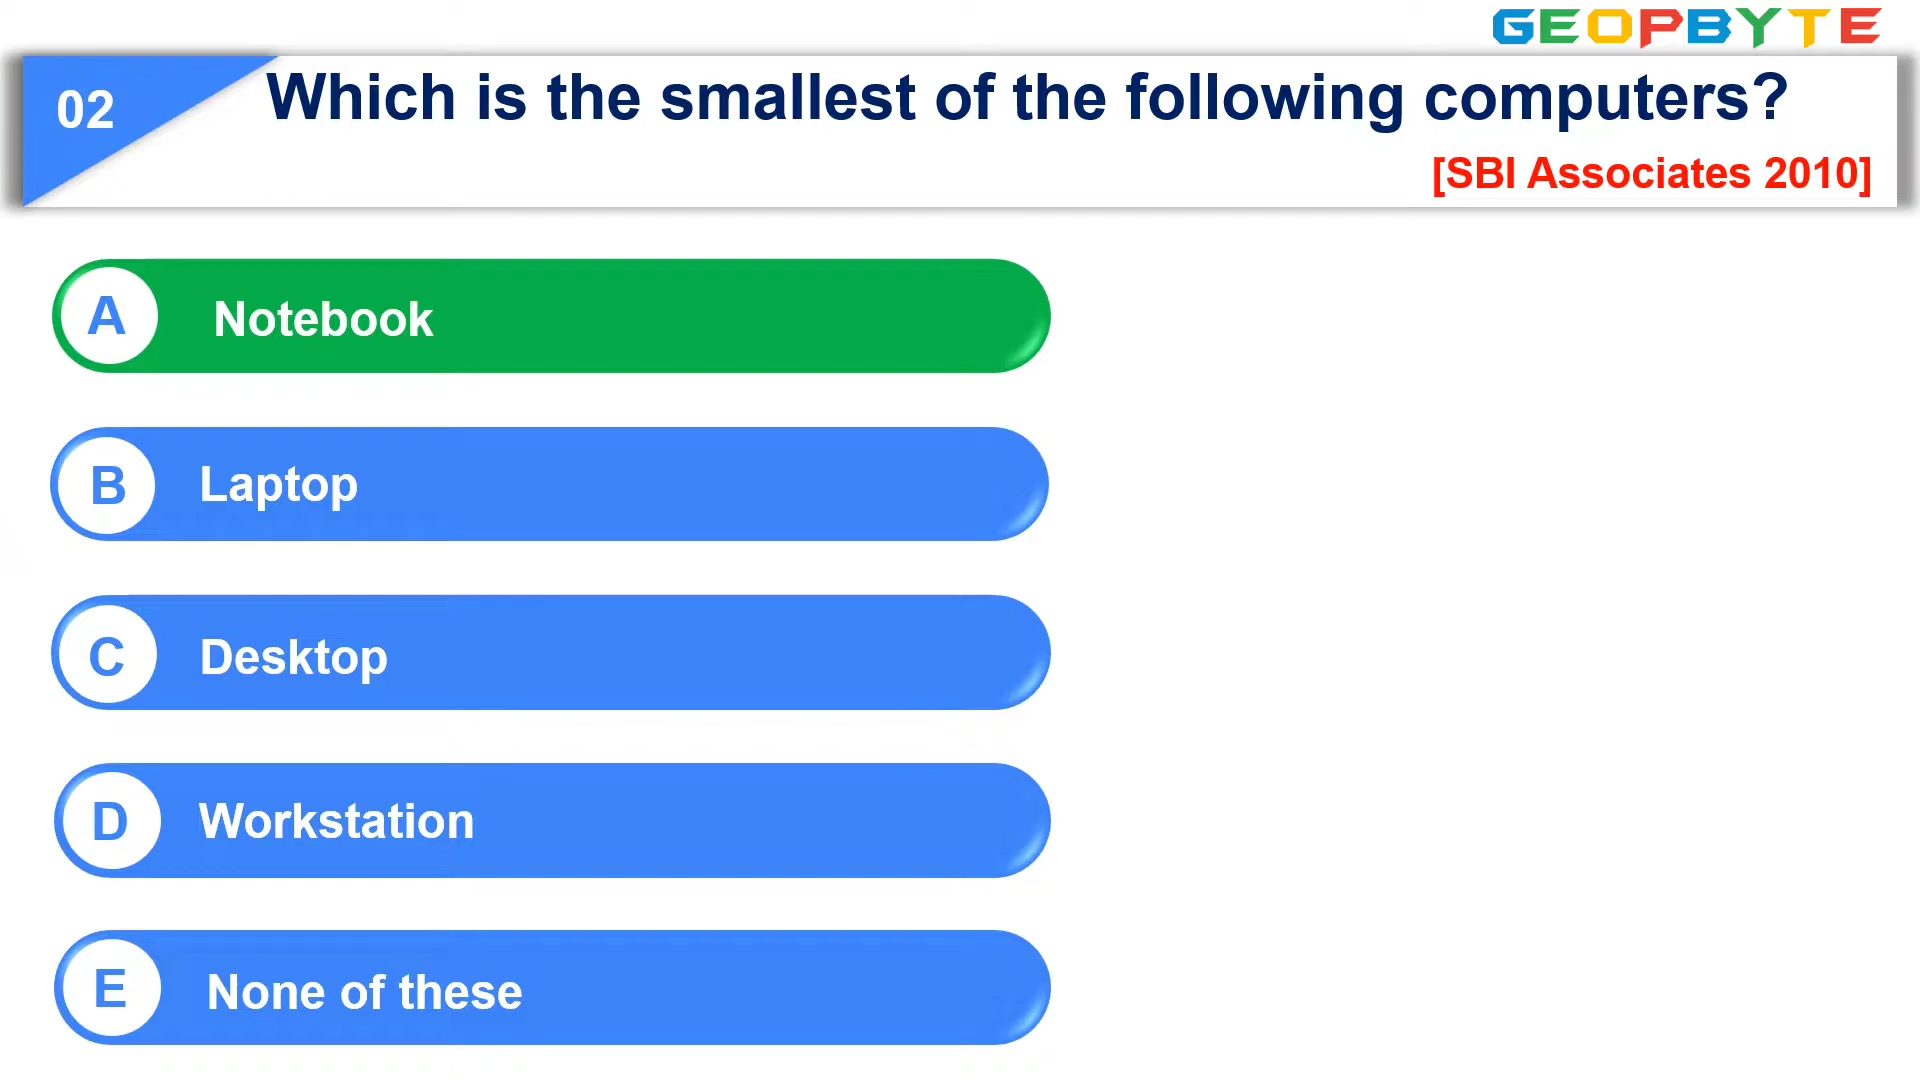 GEOPBYTE
02
Which is the smallest of the following computers?
[SBI Associates 2010]
A Notebook
B Laptop
C Desktop
D Workstation
E None of these